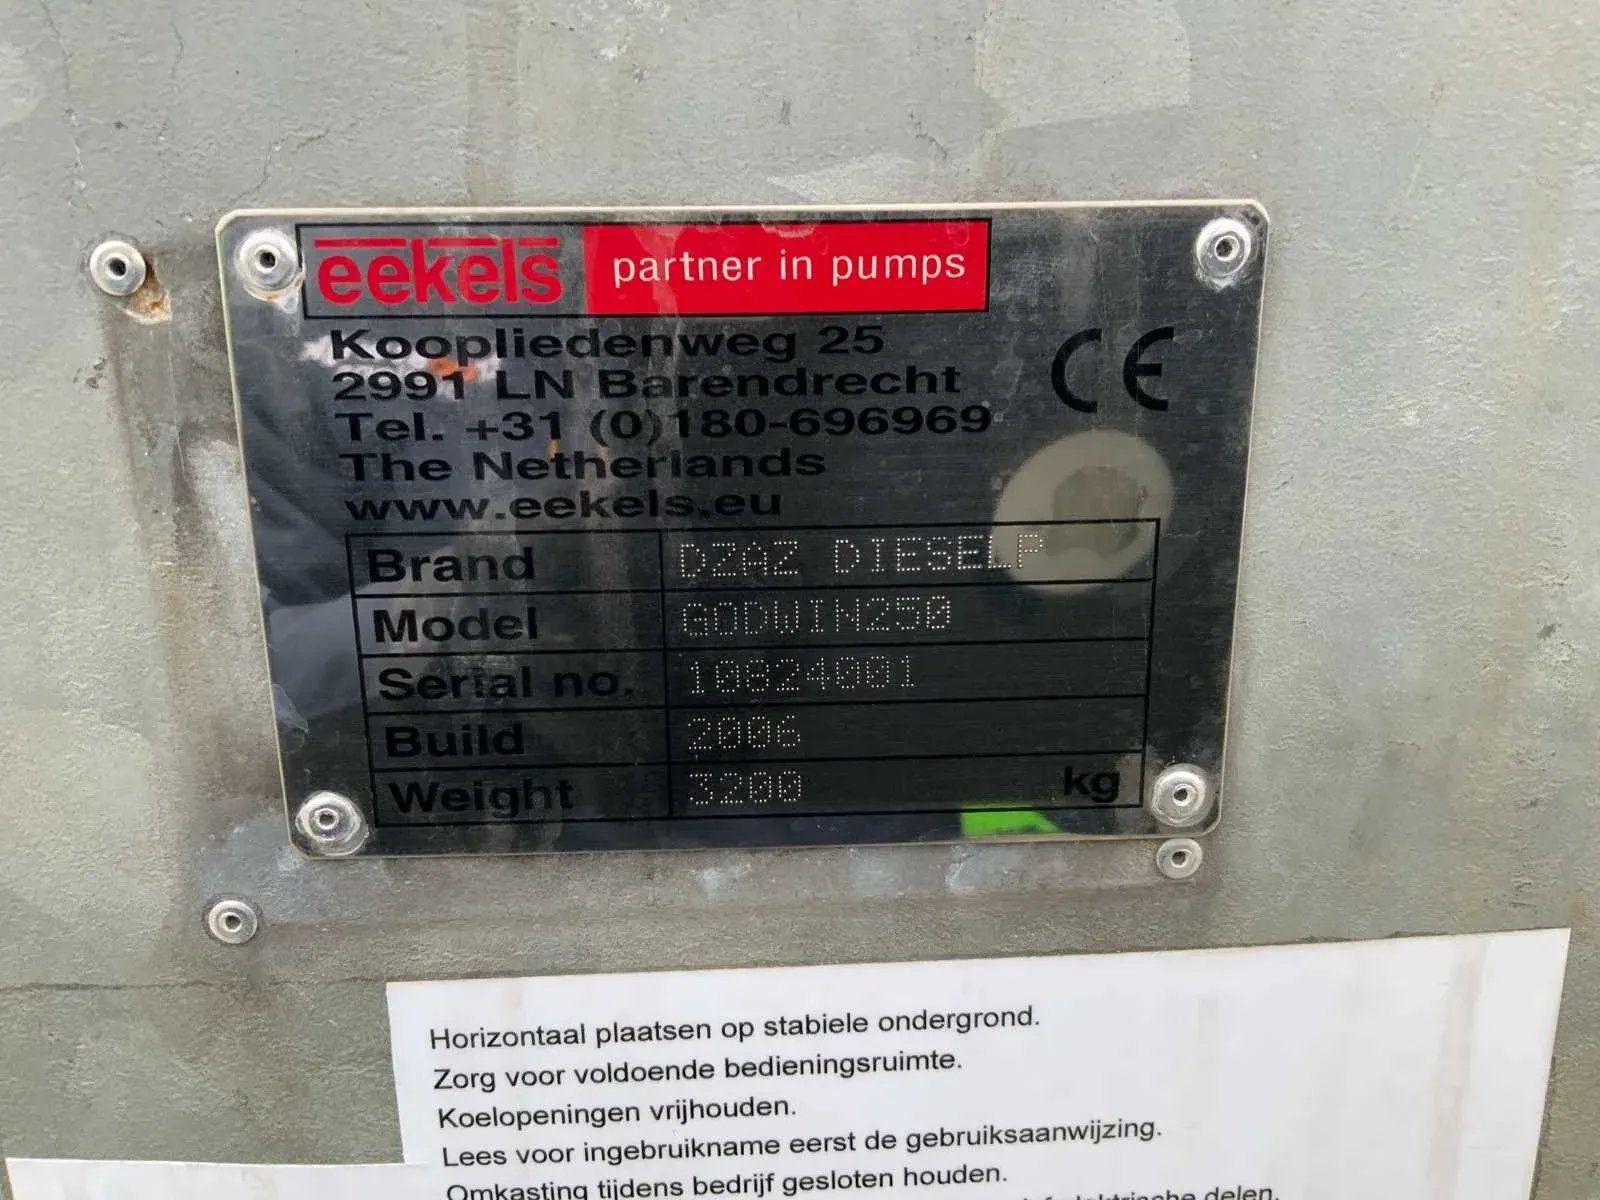 eekels partner in pumps
Koopliedenweg 25
2991 LN Barendrecht
Tel. +31 (0)180-696969
The Netherlands
www.eekels.eu
CE
Brand DZAZ DIESELP
Model GODWIN250
Serial no. 10824001
Build 2006
Weight 3200 kg
Horizontaal plaatsen op stabiele ondergrond.
Zorg voor voldoende bedieningsruimte.
Koelopeningen vrijhouden.
Lees voor ingebruikname eerst de gebruiksaanwijzing.
Omkasting tijdens bedrijf gesloten houden.
delen.